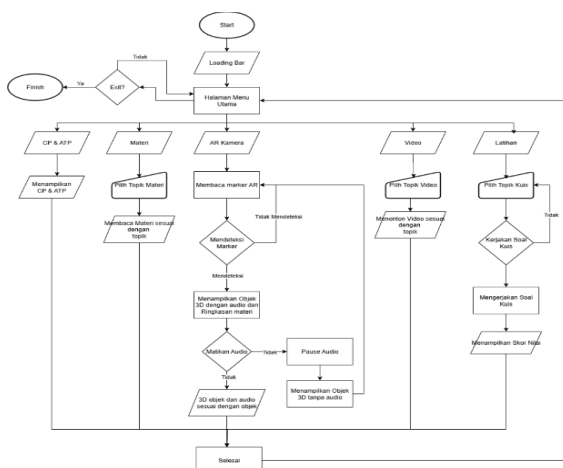 Start
Loading Bar
Tidak
Finish
Ya
Exit?
Halaman Menu
Utama
CP & ATP
Materi
AR Kamera
Video
Latihan
Menampilkan
CP & ATP
Pilih Topik Materi
Membaca marker AR
Pilih Topik Video
Pilih Topik Kuis
Tidak Mendeteksi
Tidak
Membaca Materi sesuai
dengan
topik
Mendeteksi
Marker
Menonton Video sesuai
dengan
topik
Kerjakan Soal
Kuis
Mendeteksi
Menampilkan Objek
3D dengan audio dan
Ringkasan materi
Mengerjakan Soal
Kuis
Matikan Audio
Tidak
Pause Audio
Menampilkan Skor Nilai
Tidak
Menampilkan Objek
3D tanpa audio
3D objek dan audio
sesuai dengan objek
Selesai